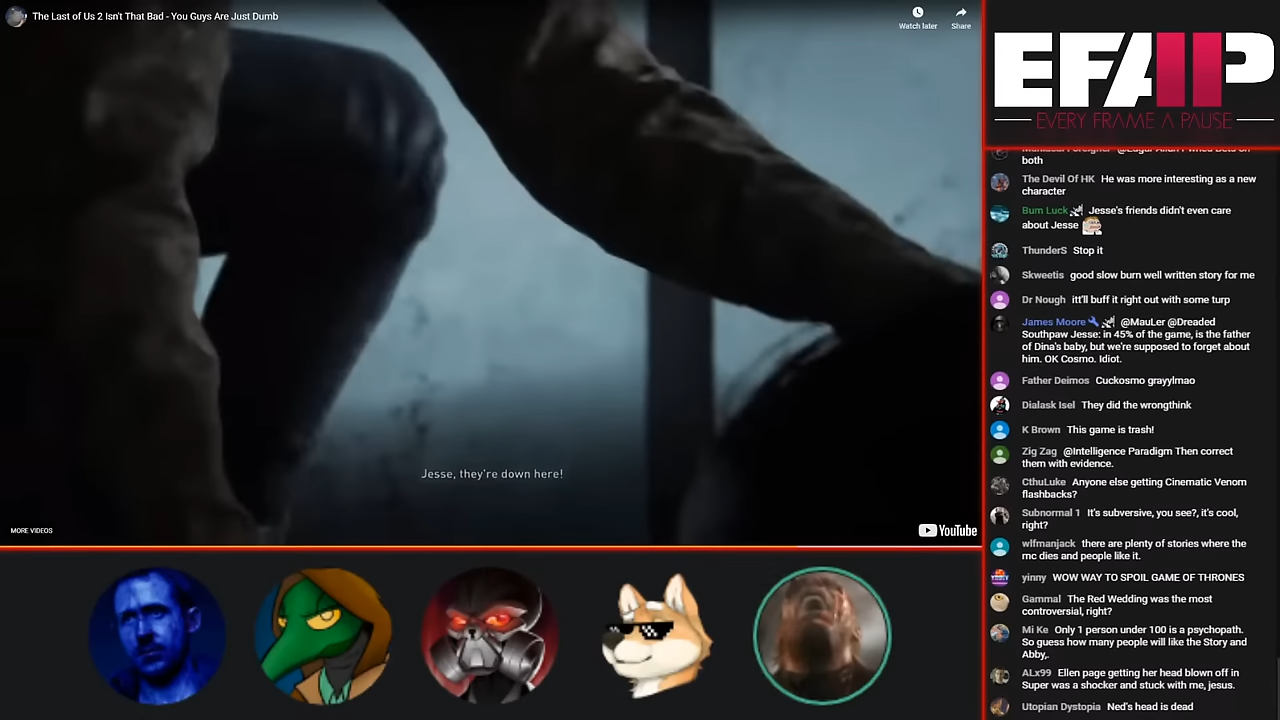 The Last of Us 2 Isn't That Bad - You Guys Are Just Dumb
Watch later
Share
Jesse, they're down here!
MORE VIDEOS
YouTube
EFAP
EVERY FRAME A PAUSE
both
The Devil Of HK He was more interesting as a new
character
Bum Luck Jesse's friends didn't even care
about Jesse
ThunderS Stop it
Skweetis good slow burn well written story for me
Dr Nough itt'll buff it right out with some turp
James Moore @MauLer @Dreaded
Southpaw Jesse: in 45% of the game, is the father
of Dina's baby, but we're supposed to forget about
him. OK Cosmo. Idiot.
Father Deimos Cuckosmo grayylmao
Dialask Isel They did the wrongthink
K Brown This game is trash!
Zig Zag @Intelligence Paradigm Then correct
them with evidence.
CthuLuke Anyone else getting Cinematic Venom
flashbacks?
Subnormal 1 It's subversive, you see?, it's cool,
right?
wlfmanjack there are plenty of stories where the
mc dies and people like it.
yinny WOW WAY TO SPOIL GAME OF THRONES
Gammal The Red Wedding was the most
controversial, right?
Mi Ke Only 1 person under 100 is a psychopath.
So guess how many people will like the Story and
Abby,.
ALx99 Ellen page getting her head blown off in
Super was a shocker and stuck with me, jesus.
Utopian Dystopia Ned's head is dead